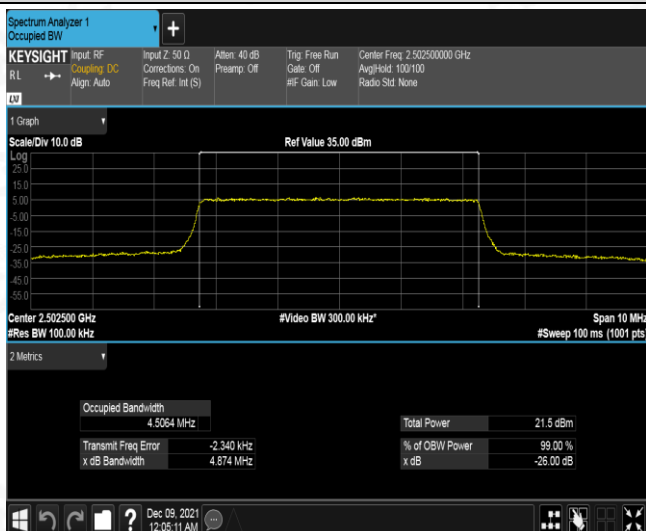 Spectrum Analyzer 1
Occupied BW
+
KEYSIGHT Input: RF Input Z: 50 Ω Atten: 40 dB Trig: Free Run Center Freq: 2.502500000 GHz
RL Coupling: DC Corrections: On Preamp: Off Gate: Off Avg|Hold: 100/100
Align: Auto Freq Ref: Int (S) #IF Gain: Low Radio Std: None
LXI
1 Graph
Scale/Div 10.0 dB Ref Value 35.00 dBm
Log
25.0
15.0
5.00
-5.00
-15.0
-25.0
-35.0
-45.0
-55.0
Center 2.502500 GHz #Video BW 300.00 kHz* Span 10 MHz
#Res BW 100.00 kHz #Sweep 100 ms (1001 pts)
2 Metrics
Occupied Bandwidth
4.5064 MHz Total Power 21.5 dBm
Transmit Freq Error -2.340 kHz % of OBW Power 99.00 %
x dB Bandwidth 4.874 MHz x dB -26.00 dB
? Dec 09, 2021
12:05:11 AM